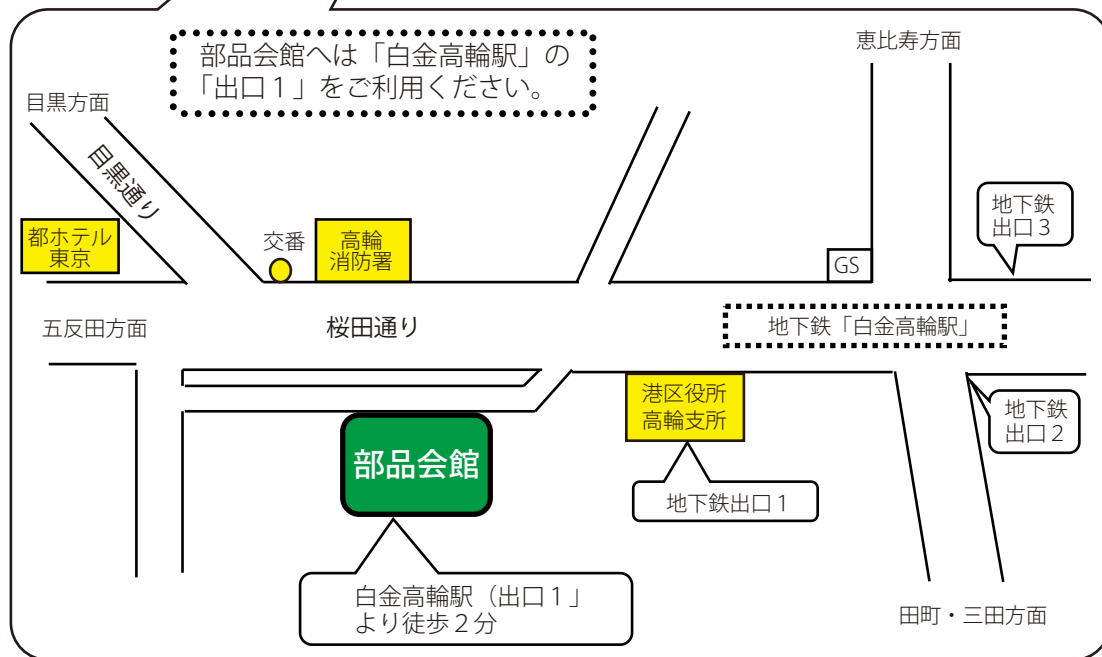 部品会館へは「白金高輪駅」の
「出口１」をご利用ください。
恵比寿方面
目黒方面
目黒通り
都ホテル
東京
交番
高輪
消防署
GS
地下鉄
出口３
五反田方面
桜田通り
地下鉄「白金高輪駅」
港区役所
高輪支所
地下鉄
出口２
部品会館
地下鉄出口１
白金高輪駅（出口１」
より徒歩２分
田町・三田方面